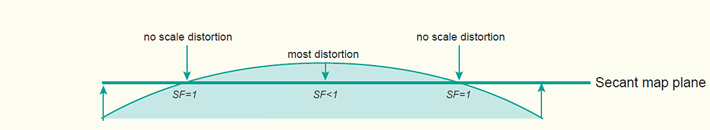 no scale distortion
no scale distortion
most distortion
Secant map plane
SF=1
SF<1
SF=1